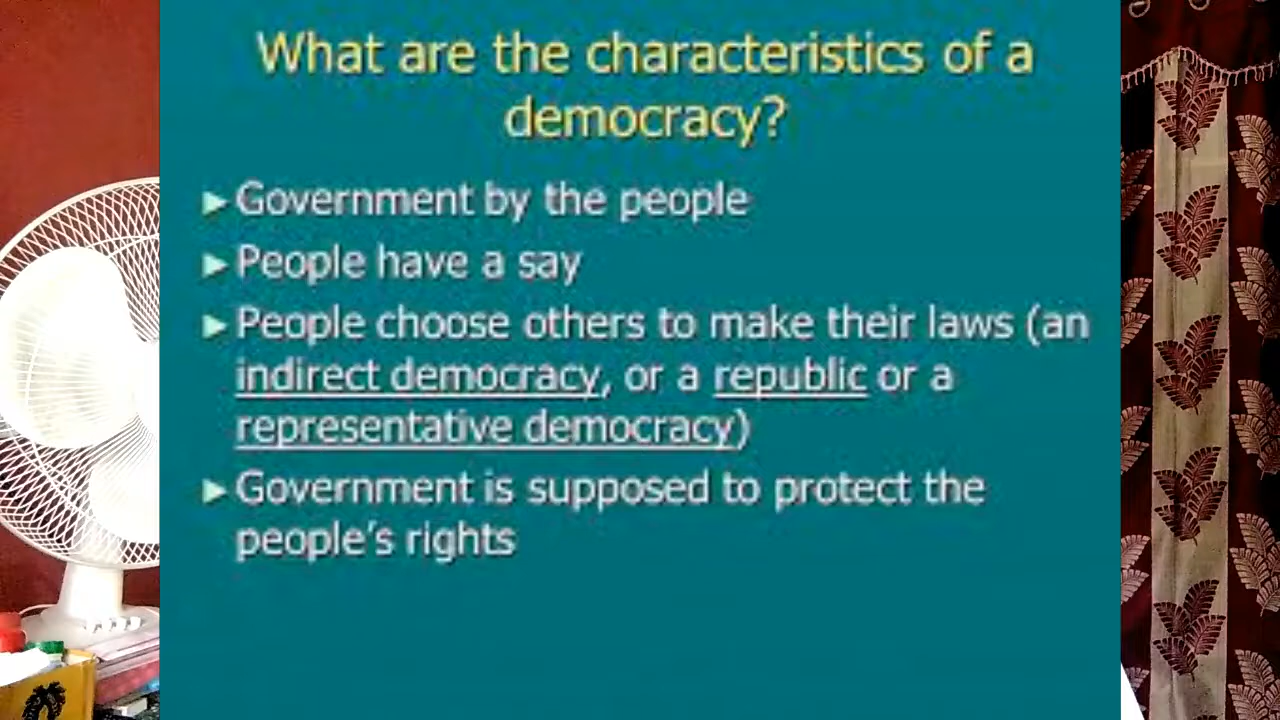 What are the characteristics of a
democracy?
►Government by the people
►People have a say
►People choose others to make their laws (an
indirect democracy, or a republic or a
representative democracy)
►Government is supposed to protect the
people's rights